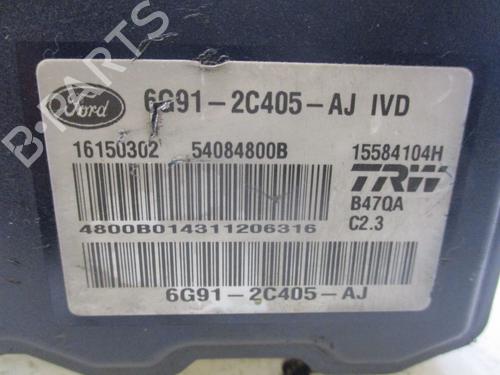 B-PARTS
Ford
6G91-2C405-AJ IVD
16150302 54084800B 15584104H
TRW
B47QA
C2.3
4800B014311206316
6G91-2C405-AJ